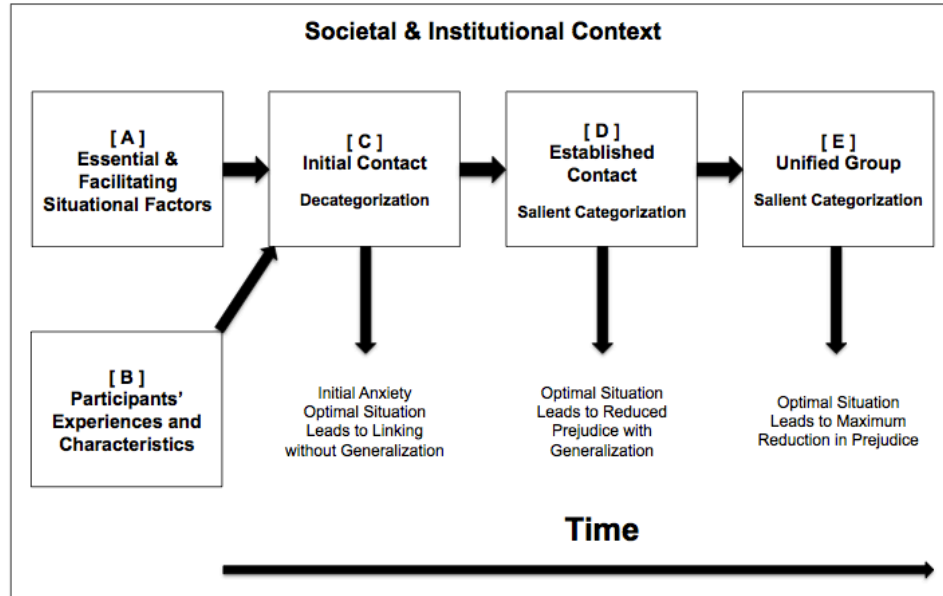 Societal & Institutional Context
[ A ]
Essential &
Facilitating
Situational Factors
[ C ]
Initial Contact
Decategorization
[ D ]
Established
Contact
Salient Categorization
[ E ]
Unified Group
Salient Categorization
[ B ]
Participants'
Experiences and
Characteristics
Initial Anxiety
Optimal Situation
Leads to Linking
without Generalization
Optimal Situation
Leads to Reduced
Prejudice with
Generalization
Optimal Situation
Leads to Maximum
Reduction in Prejudice
Time